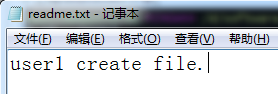 readme.txt - 记事本
文件(F) 编辑(E) 格式(O) 查看(V) 帮助(H)
user1 create file.